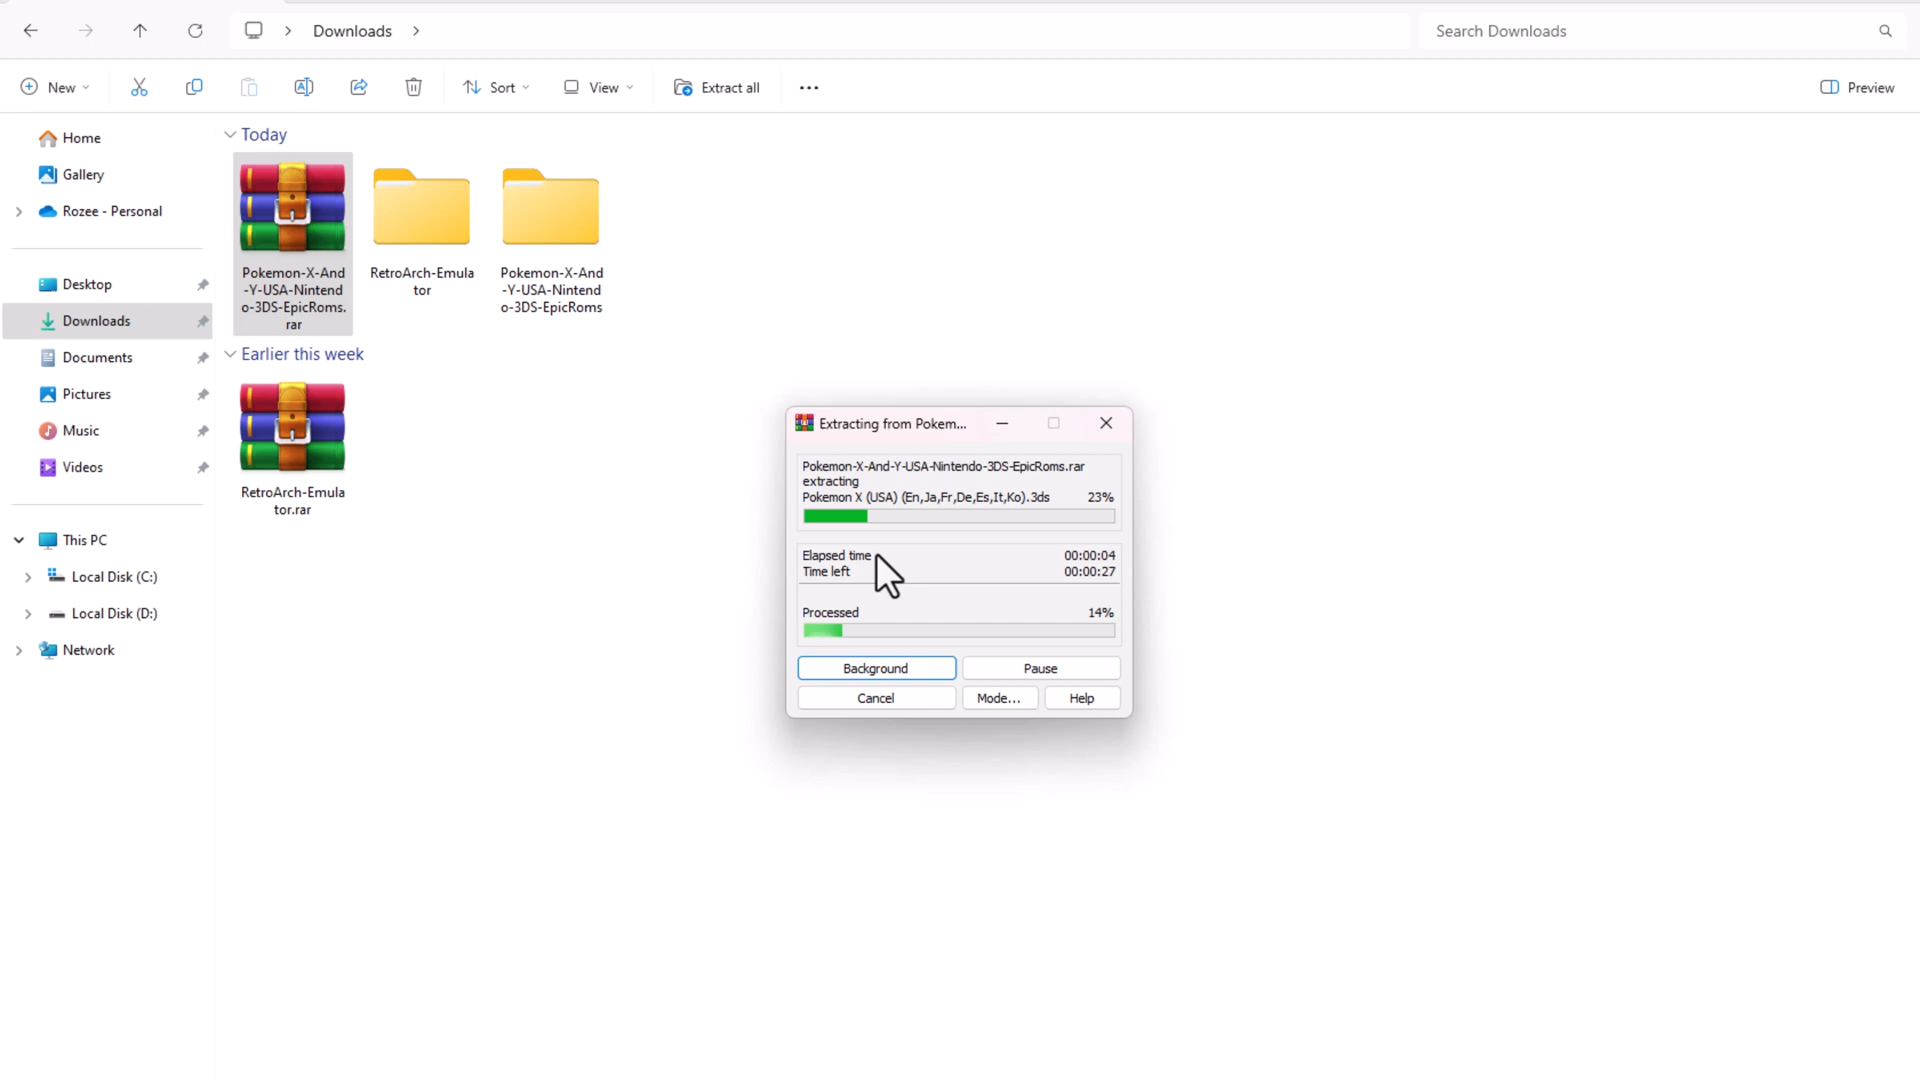 Downloads
Search Downloads
New
Sort
View
Extract all
Preview
Home
Gallery
Rozee - Personal
Desktop
Downloads
Documents
Pictures
Music
Videos
This PC
Local Disk (C:)
Local Disk (D:)
Network
Today
Pokemon-X-And
-Y-USA-Nintend
o-3DS-EpicRoms.
rar
RetroArch-Emula
tor
Pokemon-X-And
-Y-USA-Nintend
o-3DS-EpicRoms
Earlier this week
RetroArch-Emula
tor.rar
Extracting from Pokem...
Pokemon-X-And-Y-USA-Nintendo-3DS-EpicRoms.rar
extracting
Pokemon X (USA) (En,Ja,Fr,De,Es,It,Ko).3ds 23%
Elapsed time 00:00:04
Time left 00:00:27
Processed 14%
Background Pause
Cancel Mode... Help